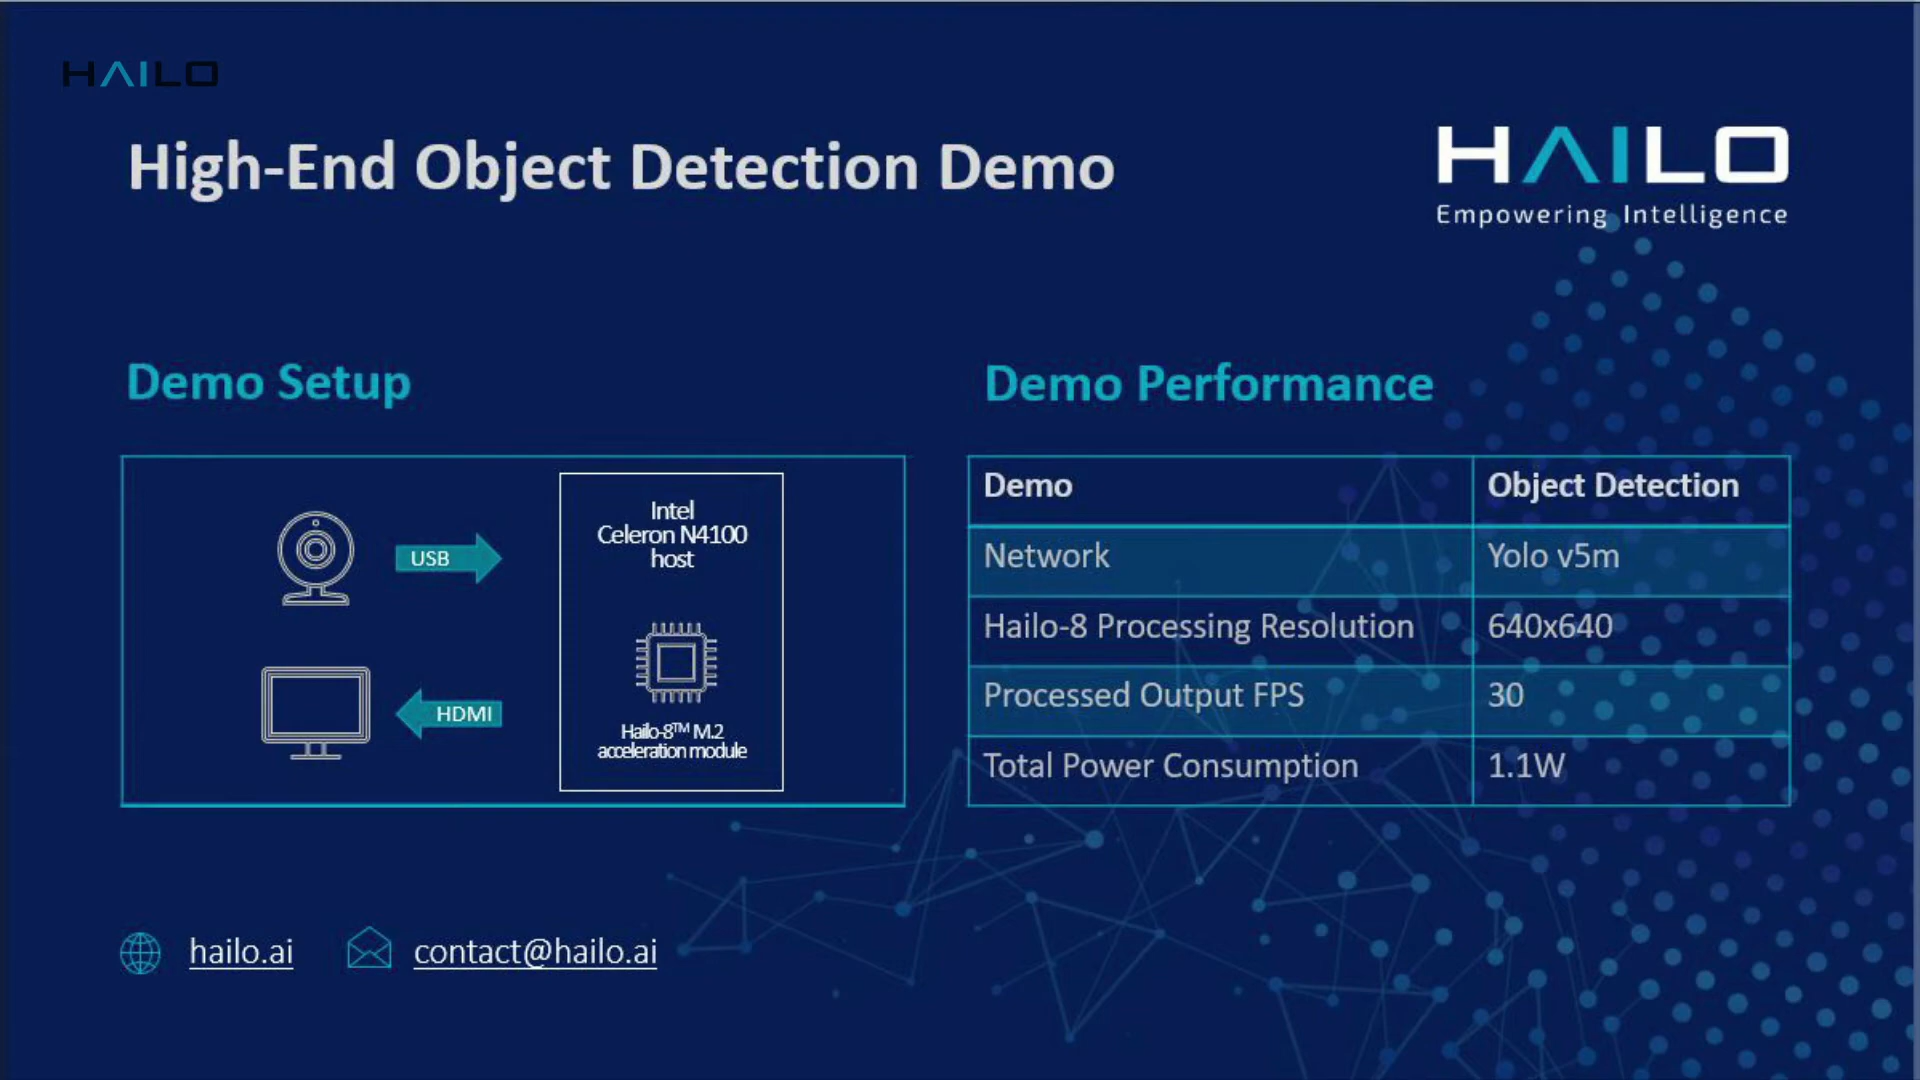 HAILO
High-End Object Detection Demo
HAILO
Empowering Intelligence
Demo Setup
USB
HDMI
Intel
Celeron N4100
host
Hailo-8™ M.2
acceleration module
Demo Performance
Demo Object Detection
Network Yolo v5m
Hailo-8 Processing Resolution 640x640
Processed Output FPS 30
Total Power Consumption 1.1W
hailo.ai contact@hailo.ai